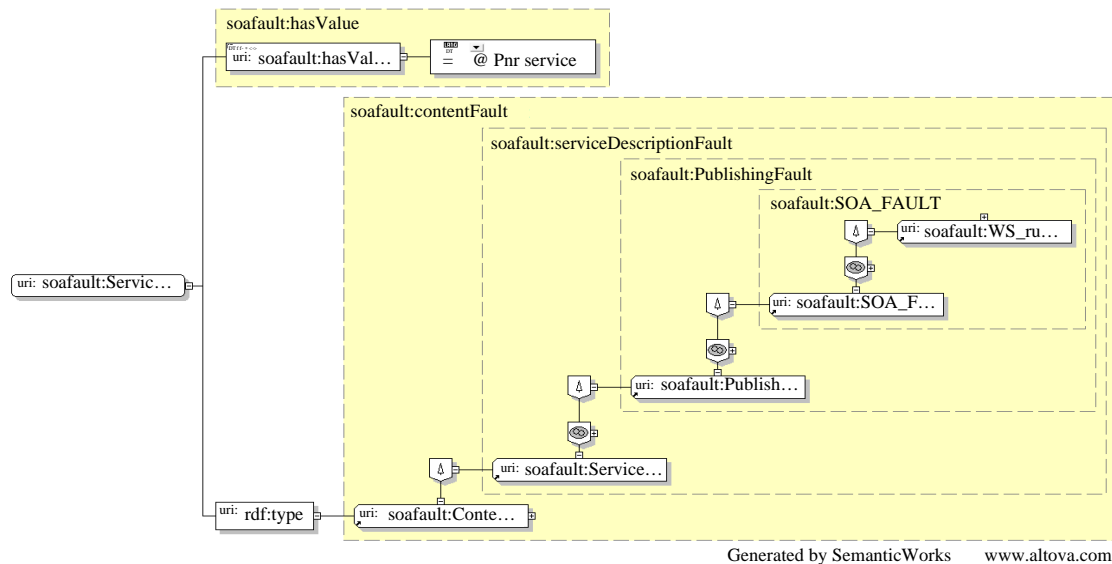 soafault:hasValue
uri: soafault:hasVal...
@ Pnr service
soafault:contentFault
soafault:serviceDescriptionFault
soafault:PublishingFault
soafault:SOA_FAULT
uri: soafault:WS_ru...
uri: soafault:Servic...
uri: soafault:SOA_F...
uri: soafault:Publish...
uri: soafault:Service...
uri: rdf:type
uri: soafault:Conte...
Generated by SemanticWorks www.altova.com